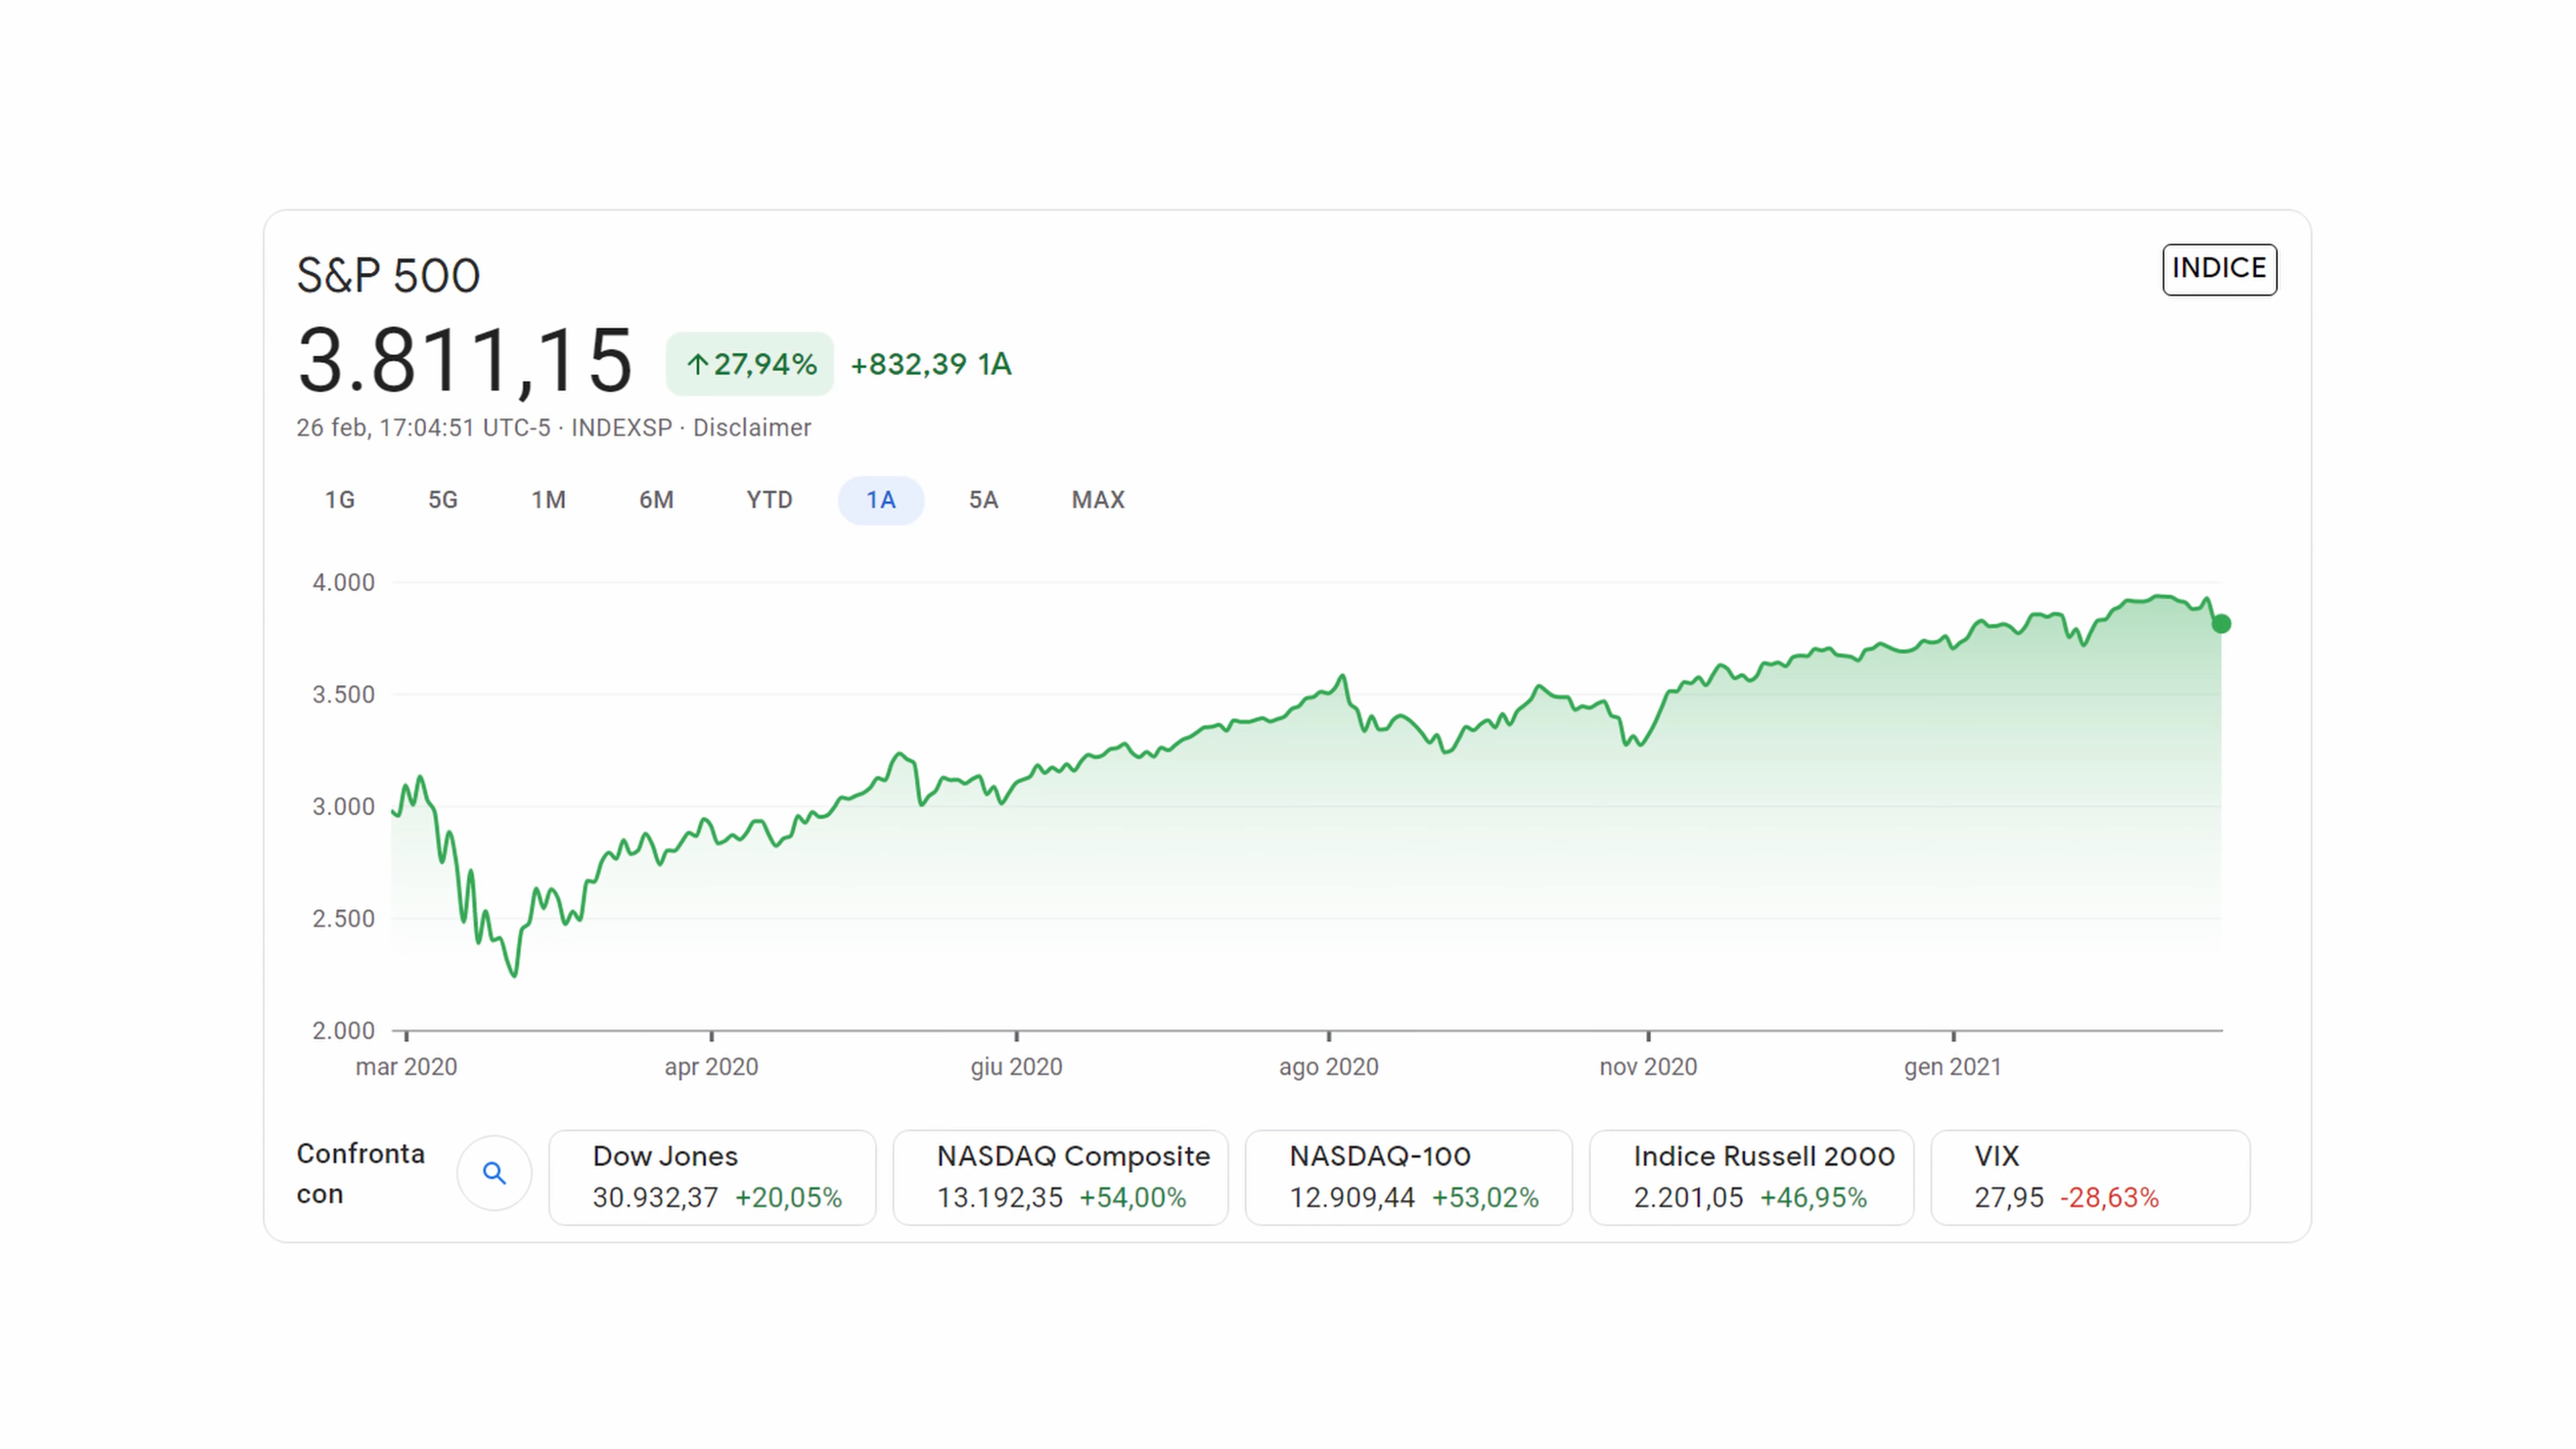 S&P 500
INDICE
3.811,15 ↑27,94% +832,39 1A
26 feb, 17:04:51 UTC-5 · INDEXSP · Disclaimer
1G 5G 1M 6M YTD 1A 5A MAX
4.000
3.500
3.000
2.500
2.000
mar 2020 apr 2020 giu 2020 ago 2020 nov 2020 gen 2021
Confronta
con
Dow Jones
30.932,37 +20,05%
NASDAQ Composite
13.192,35 +54,00%
NASDAQ-100
12.909,44 +53,02%
Indice Russell 2000
2.201,05 +46,95%
VIX
27,95 -28,63%